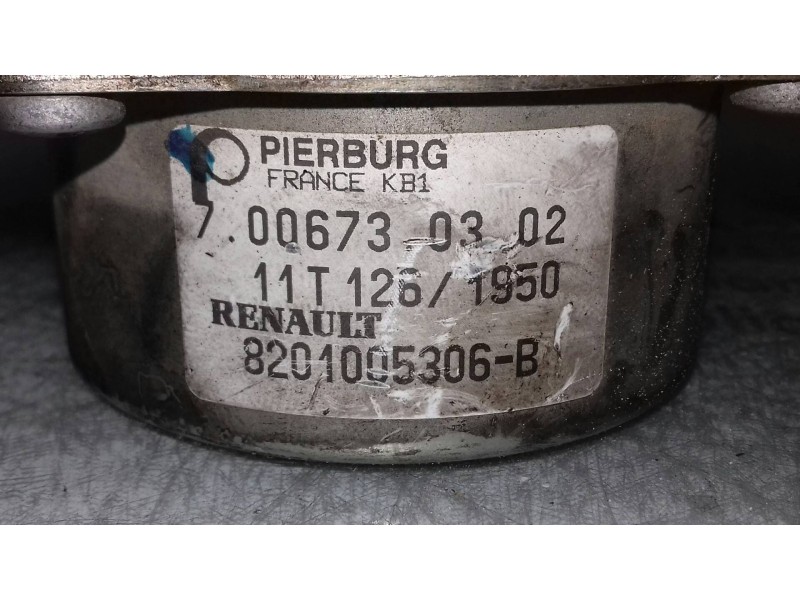 PIERBURG
FRANCE KB1
7.00673 03 02
11T 126/1950
RENAULT
8201005306-B